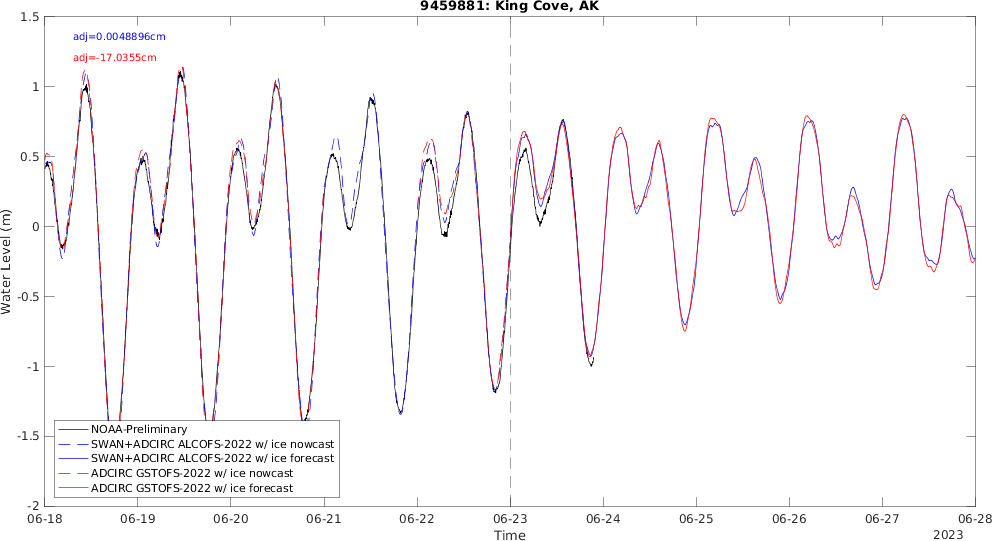 9459881: King Cove, AK
adj=0.0048896cm
adj=-17.0355cm
1.5
1
0.5
0
-0.5
-1
-1.5
-2
Water Level (m)
NOAA-Preliminary
SWAN+ADCIRC ALCOFS-2022 w/ ice nowcast
SWAN+ADCIRC ALCOFS-2022 w/ ice forecast
ADCIRC GSTOFS-2022 w/ ice nowcast
ADCIRC GSTOFS-2022 w/ ice forecast
06-18 06-19 06-20 06-21 06-22 06-23 06-24 06-25 06-26 06-27 06-28
Time
2023